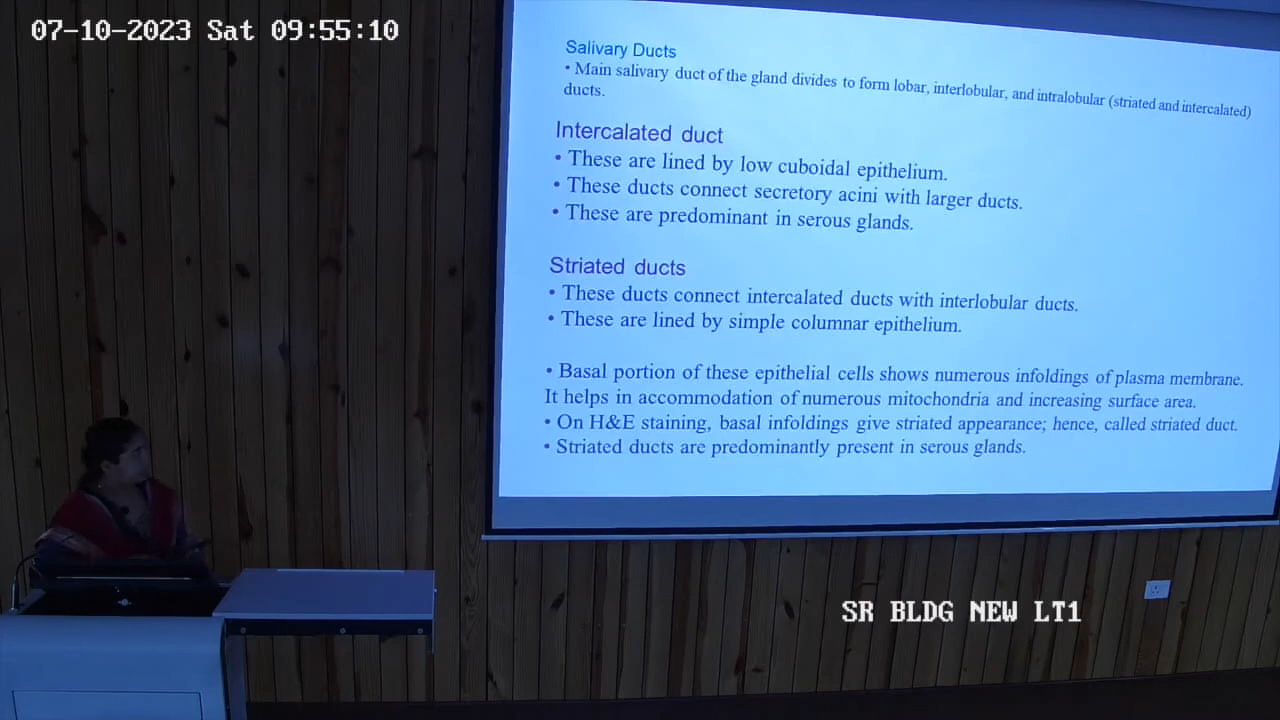 07-10-2023 Sat 09:55:10
Salivary Ducts
• Main salivary duct of the gland divides to form lobar, interlobular, and intralobular (striated and intercalated)
ducts.
Intercalated duct
• These are lined by low cuboidal epithelium.
• These ducts connect secretory acini with larger ducts.
• These are predominant in serous glands.
Striated ducts
• These ducts connect intercalated ducts with interlobular ducts.
• These are lined by simple columnar epithelium.
• Basal portion of these epithelial cells shows numerous infoldings of plasma membrane.
It helps in accommodation of numerous mitochondria and increasing surface area.
• On H&E staining, basal infoldings give striated appearance; hence, called striated duct.
• Striated ducts are predominantly present in serous glands.
SR BLDG NEW LT1